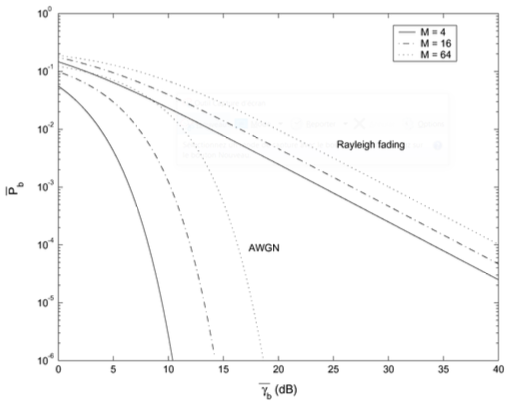 10^0
10^-1
10^-2
10^-3
10^-4
10^-5
10^-6
P̅_b
M = 4
M = 16
M = 64
Rayleigh fading
AWGN
0 5 10 15 20 25 30 35 40
γ̅_b (dB)